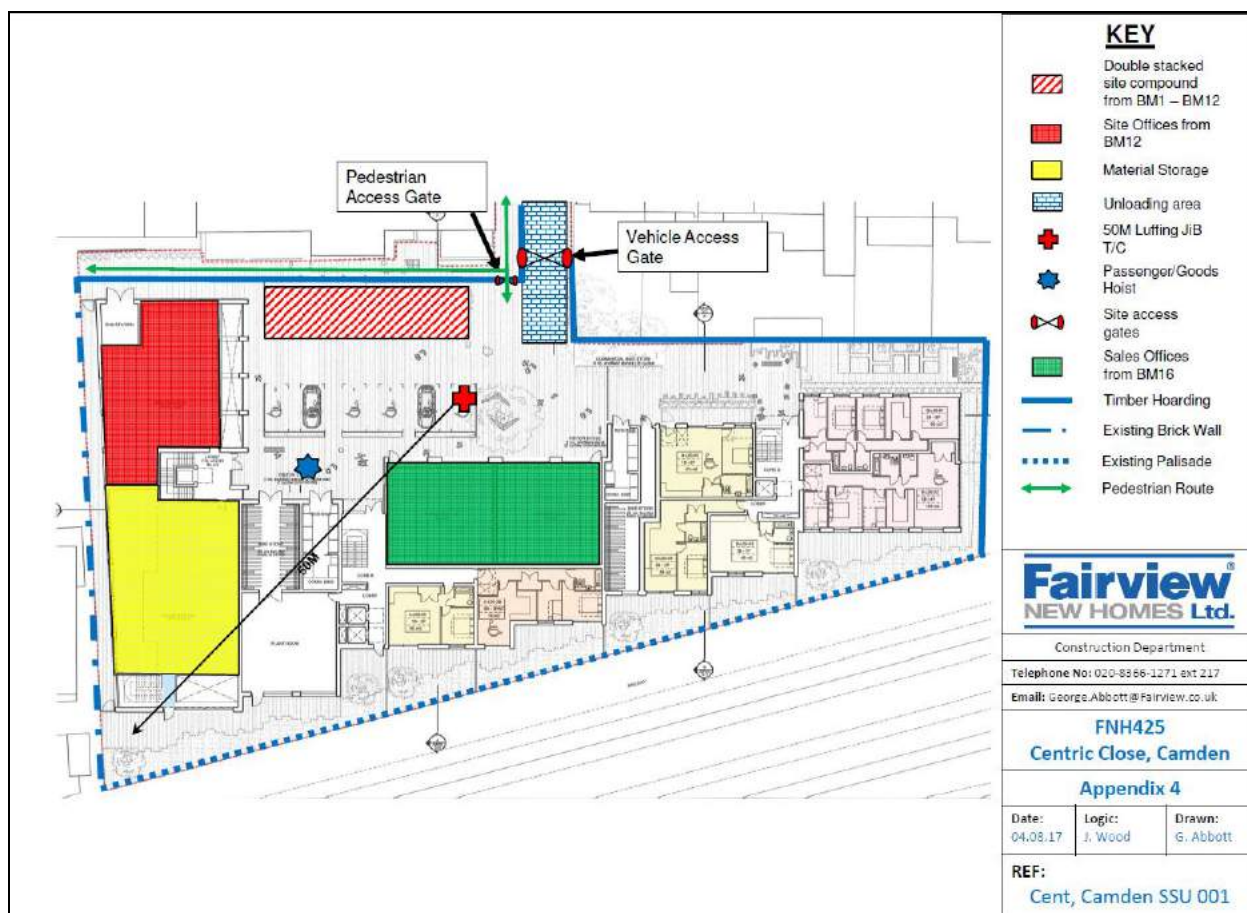 Pedestrian
Access Gate
Vehicle Access
Gate
50M
PLANT ROOM
LOBBY
KEY
Double stacked
site compound
from BM1 – BM12
Site Offices from
BM12
Material Storage
Unloading area
50M Luffing JiB
T/C
Passenger/Goods
Hoist
Site access
gates
Sales Offices
from BM16
Timber Hoarding
Existing Brick Wall
Existing Palisade
Pedestrian Route
Fairview®
NEW HOMES Ltd.
Construction Department
Telephone No: 020-8366-1271 ext 217
Email: George.Abbott@Fairview.co.uk
FNH425
Centric Close, Camden
Appendix 4
Date:
04.08.17
Logic:
J. Wood
Drawn:
G. Abbott
REF:
Cent, Camden SSU 001